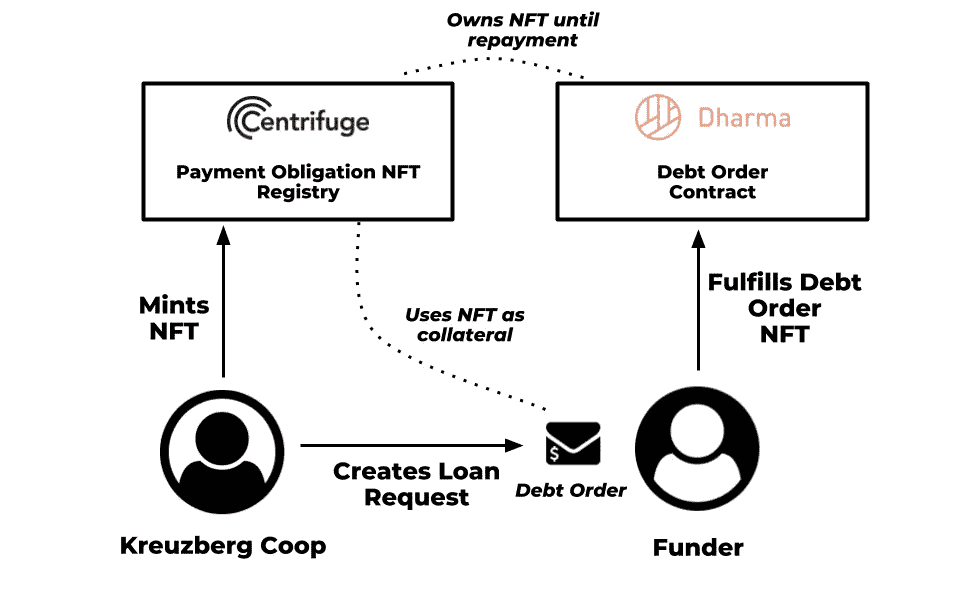 Owns NFT until
repayment
Centrifuge
Payment Obligation NFT
Registry
Dharma
Debt Order
Contract
Mints
NFT
Uses NFT as
collateral
Fulfills Debt
Order
NFT
$
Creates Loan
Request
Debt Order
Kreuzberg Coop
Funder